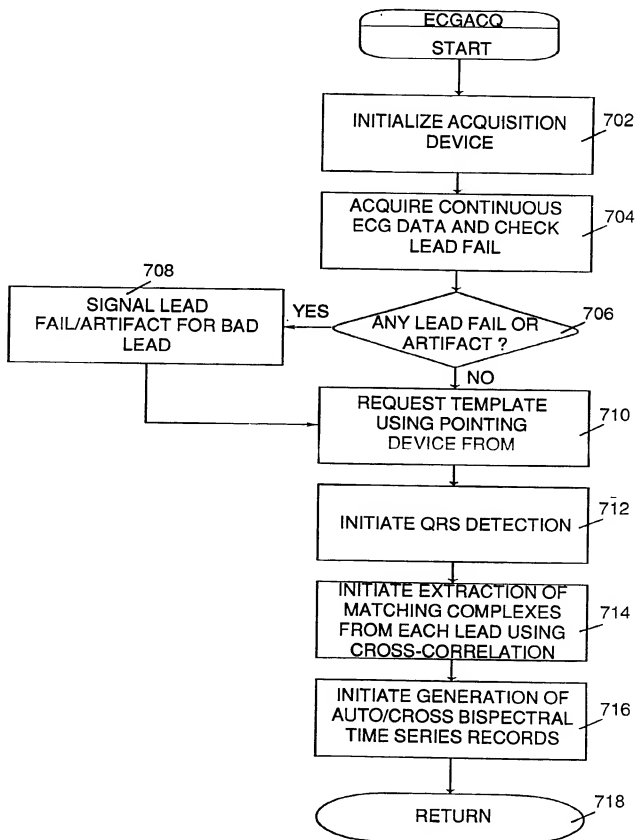 ECGACQ
START
INITIALIZE ACQUISITION
DEVICE
702
ACQUIRE CONTINUOUS
ECG DATA AND CHECK
LEAD FAIL
704
708
SIGNAL LEAD
FAIL/ARTIFACT FOR BAD
LEAD
YES
ANY LEAD FAIL OR
ARTIFACT ?
706
NO
REQUEST TEMPLATE
USING POINTING
DEVICE FROM
710
INITIATE QRS DETECTION
712
INITIATE EXTRACTION OF
MATCHING COMPLEXES
FROM EACH LEAD USING
CROSS-CORRELATION
714
INITIATE GENERATION OF
AUTO/CROSS BISPECTRAL
TIME SERIES RECORDS
716
RETURN
718